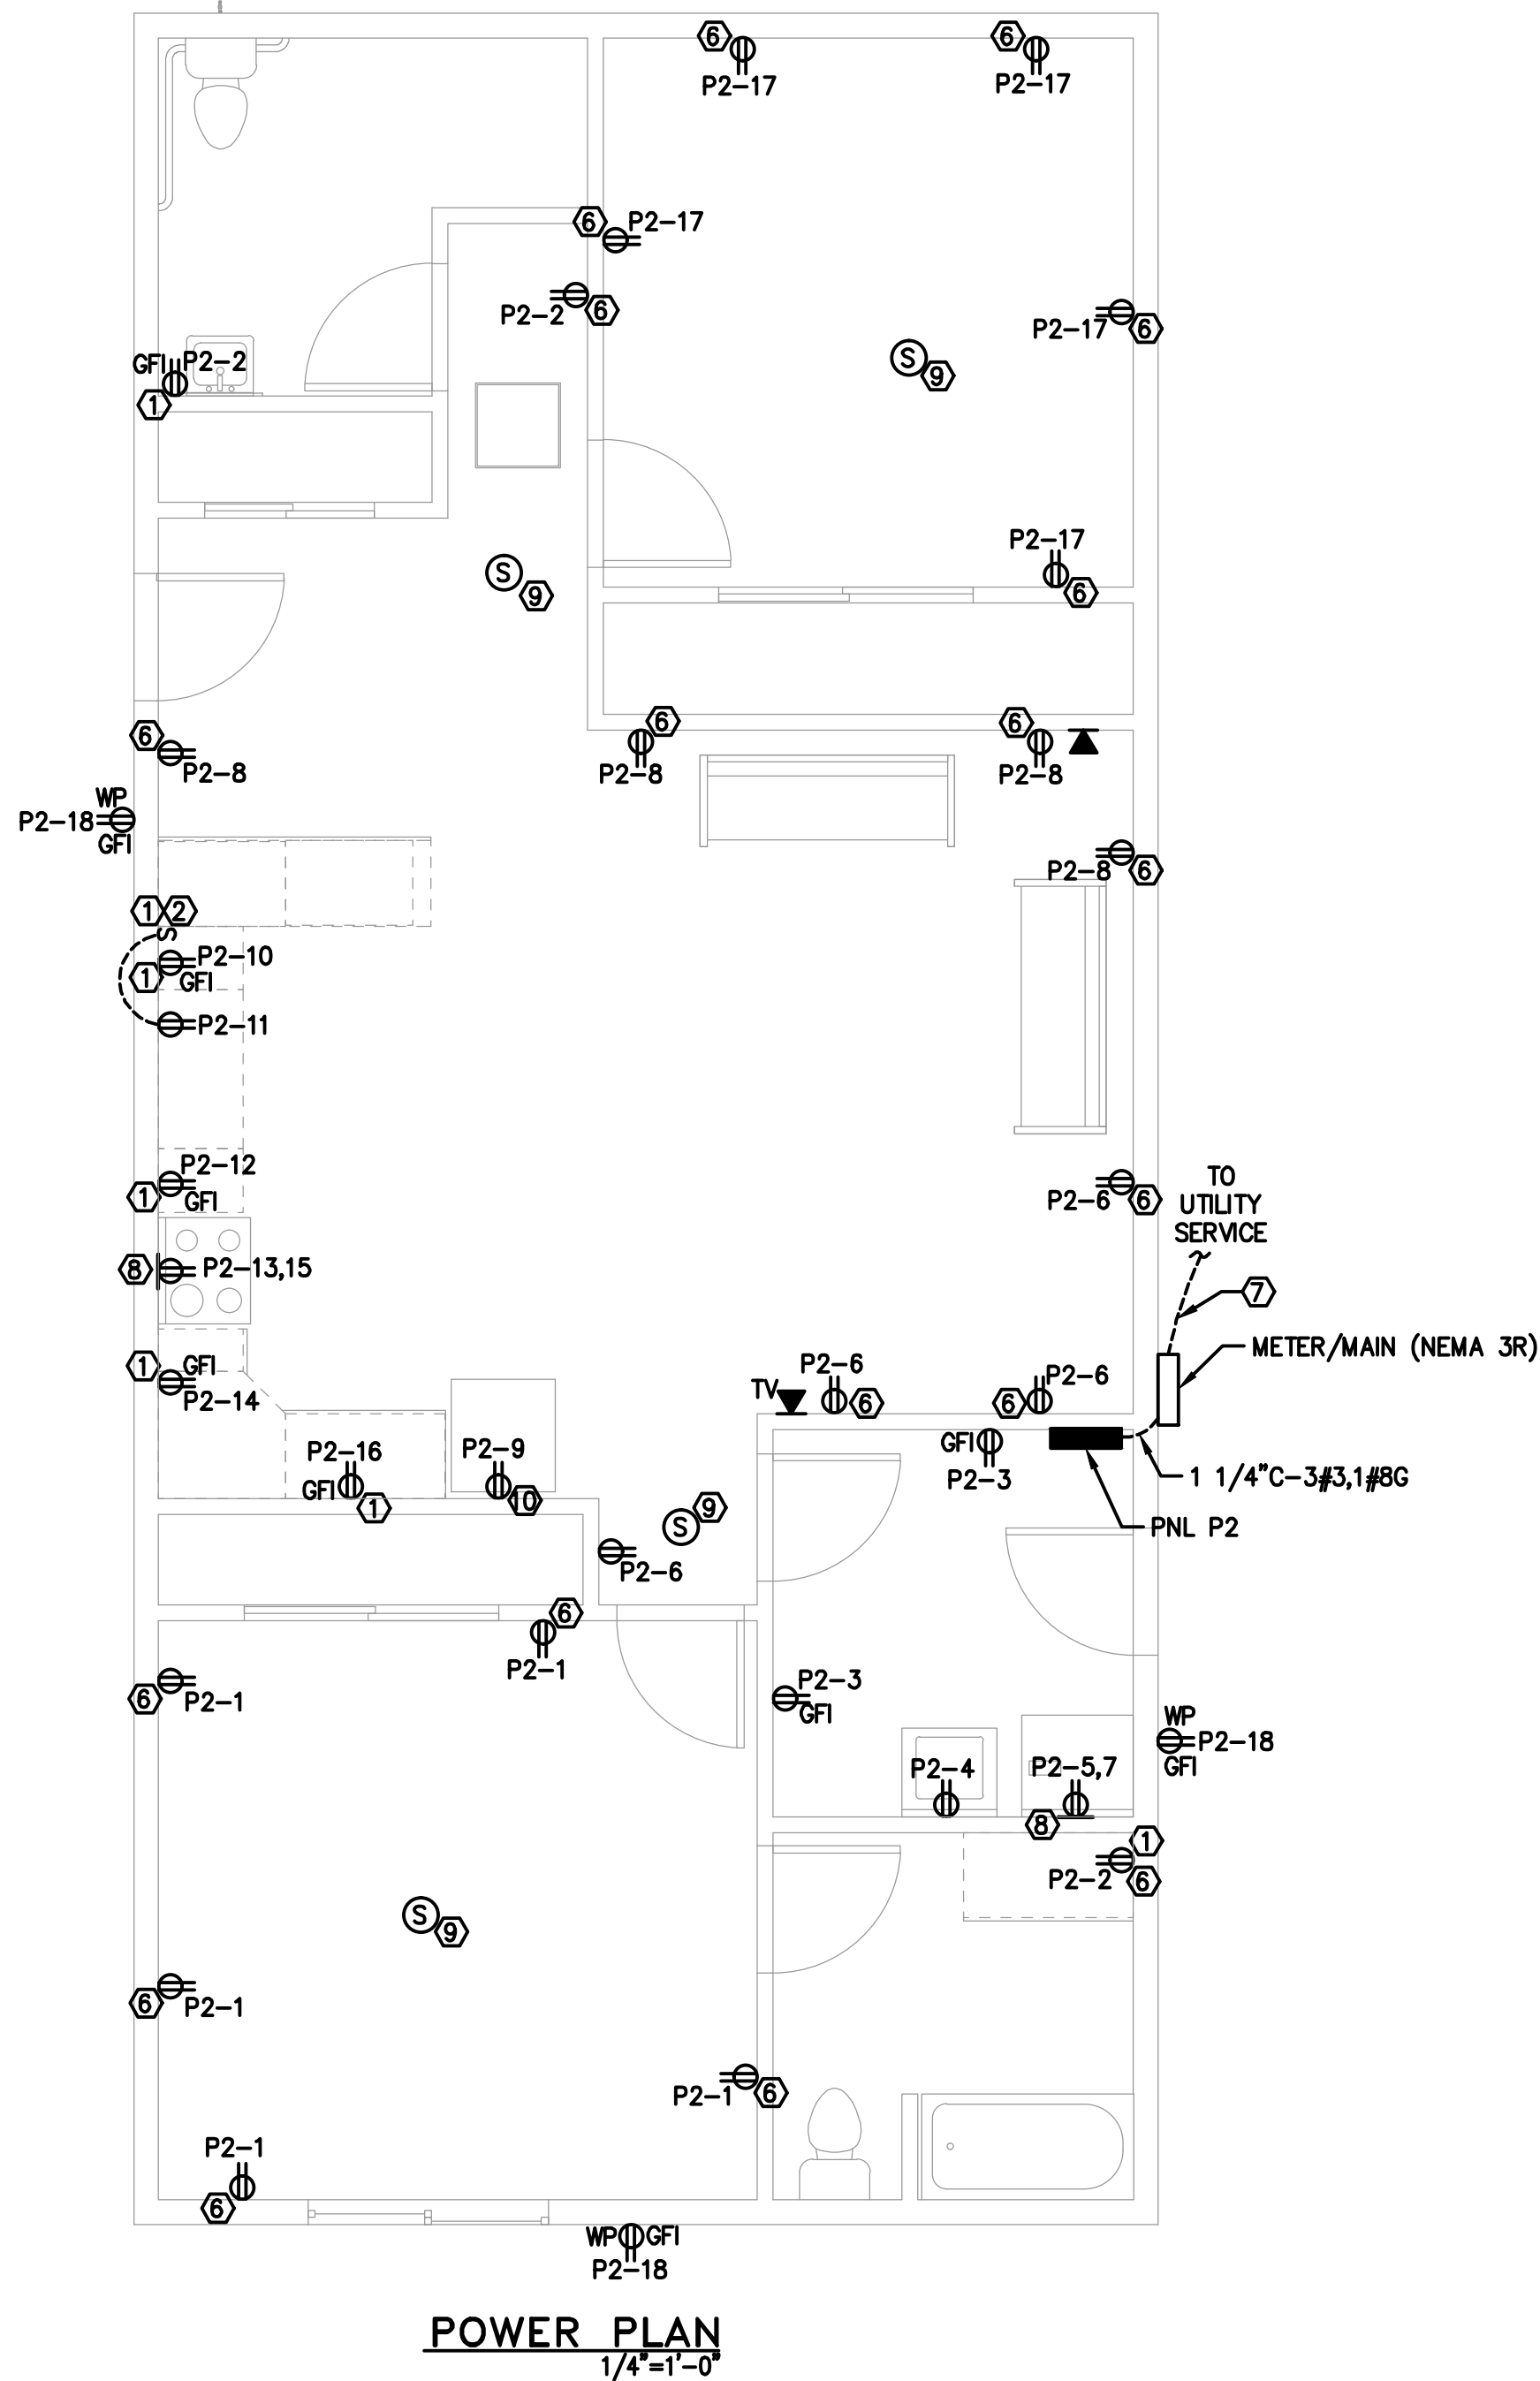 6
6
P2-17
P2-17
6
P2-17
P2-2
6
P2-17
6
S
9
GFI
P2-2
1
P2-17
S
9
6
6
P2-8
6
P2-8
6
P2-8
WP
P2-18
GFI
P2-8
6
1
2
S
P2-10
1
GFI
P2-11
P2-12
1
GFI
P2-6
6
TO
UTILITY
SERVICE
8
P2-13,15
7
METER/MAIN (NEMA 3R)
1
GFI
P2-14
P2-6
TV
6
6
P2-6
P2-16
GFI
1
P2-9
10
GFI
P2-3
1 1/4"C-3#3,1#8G
S
9
PNL P2
P2-6
6
P2-1
P2-1
6
P2-3
GFI
WP
P2-18
GFI
P2-4
P2-5,7
8
1
P2-2
6
S
9
6
P2-1
P2-1
6
P2-1
6
WP
GFI
P2-18
POWER PLAN
1/4"=1'-0"